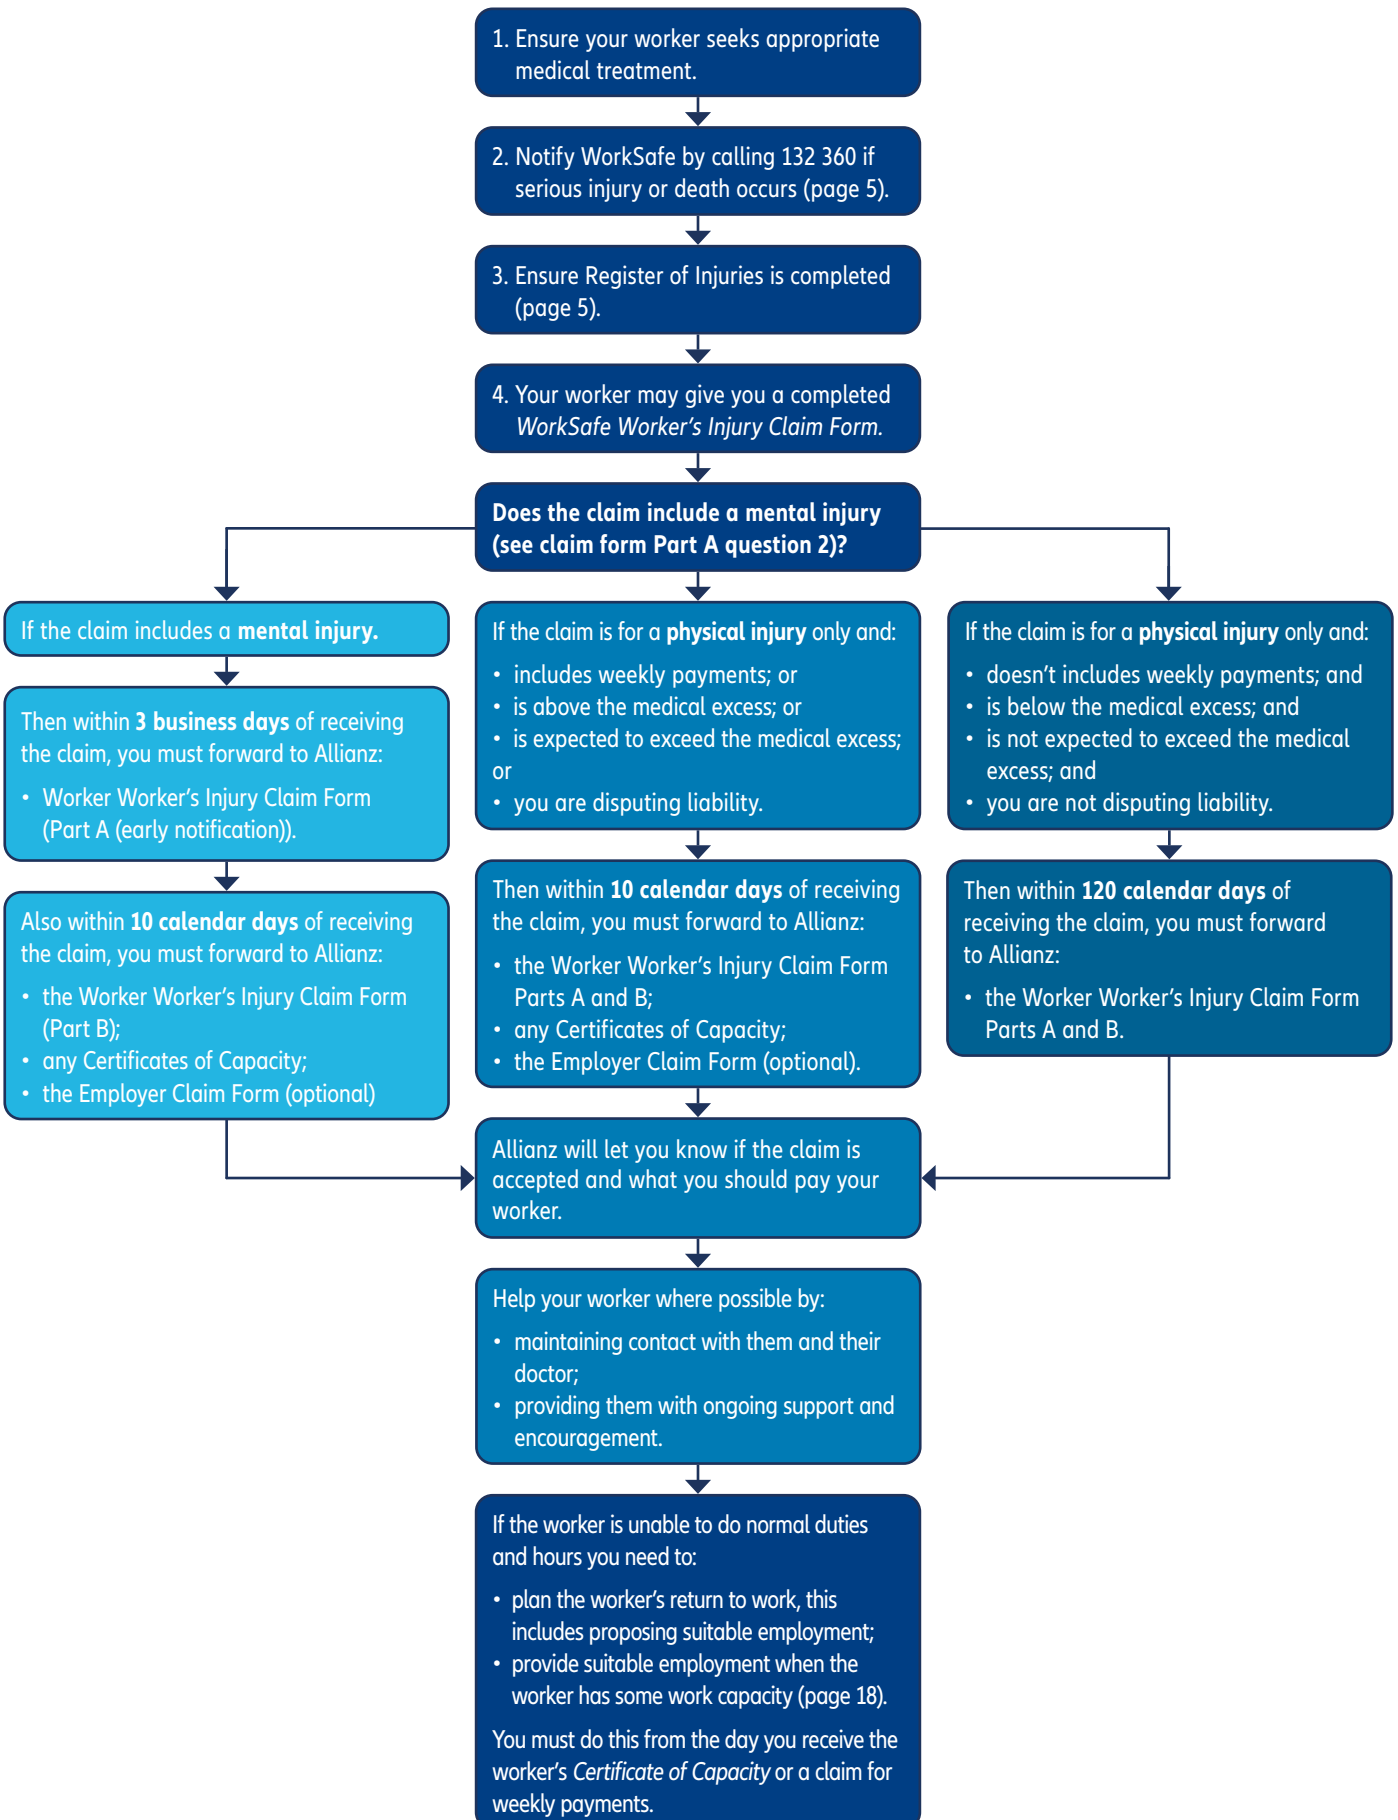 1. Ensure your worker seeks appropriate
medical treatment.
2. Notify WorkSafe by calling 132 360 if
serious injury or death occurs (page 5).
3. Ensure Register of Injuries is completed
(page 5).
4. Your worker may give you a completed
WorkSafe Worker's Injury Claim Form.
Does the claim include a mental injury
(see claim form Part A question 2)?
If the claim includes a mental injury.
Then within 3 business days of receiving
the claim, you must forward to Allianz:
• Worker Worker's Injury Claim Form
(Part A (early notification)).
Also within 10 calendar days of receiving
the claim, you must forward to Allianz:
• the Worker Worker's Injury Claim Form
(Part B);
• any Certificates of Capacity;
• the Employer Claim Form (optional)
If the claim is for a physical injury only and:
• includes weekly payments; or
• is above the medical excess; or
• is expected to exceed the medical excess;
or
• you are disputing liability.
Then within 10 calendar days of receiving
the claim, you must forward to Allianz:
• the Worker Worker's Injury Claim Form
Parts A and B;
• any Certificates of Capacity;
• the Employer Claim Form (optional).
If the claim is for a physical injury only and:
• doesn't includes weekly payments; and
• is below the medical excess; and
• is not expected to exceed the medical
excess; and
• you are not disputing liability.
Then within 120 calendar days of
receiving the claim, you must forward
to Allianz:
• the Worker Worker's Injury Claim Form
Parts A and B.
Allianz will let you know if the claim is
accepted and what you should pay your
worker.
Help your worker where possible by:
• maintaining contact with them and their
doctor;
• providing them with ongoing support and
encouragement.
If the worker is unable to do normal duties
and hours you need to:
• plan the worker's return to work, this
includes proposing suitable employment;
• provide suitable employment when the
worker has some work capacity (page 18).
You must do this from the day you receive the
worker's Certificate of Capacity or a claim for
weekly payments.